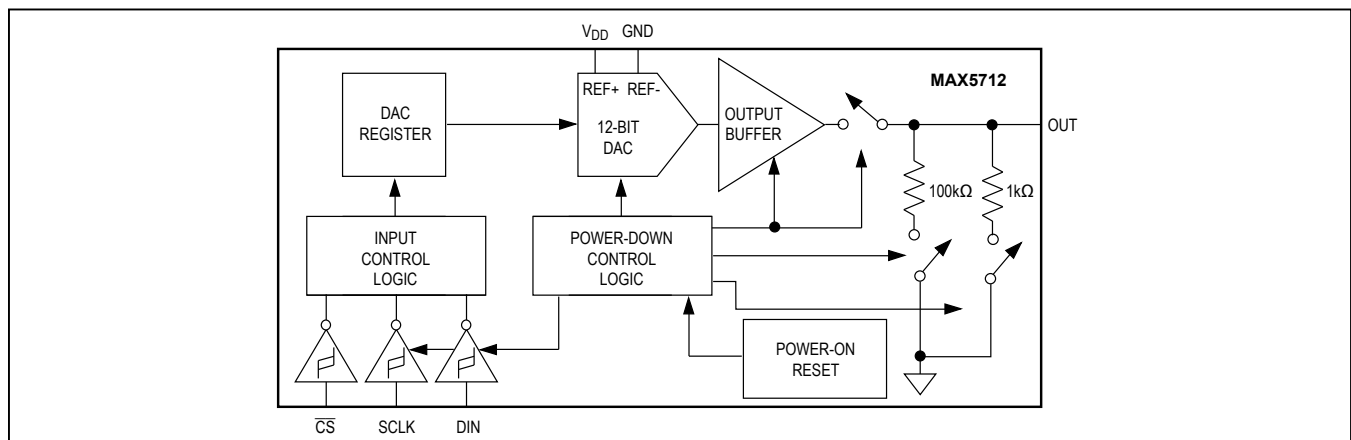 VDD GND
MAX5712
REF+ REF-
DAC
REGISTER
12-BIT
DAC
OUTPUT
BUFFER
OUT
100kΩ
1kΩ
INPUT
CONTROL
LOGIC
POWER-DOWN
CONTROL
LOGIC
POWER-ON
RESET
CS SCLK DIN